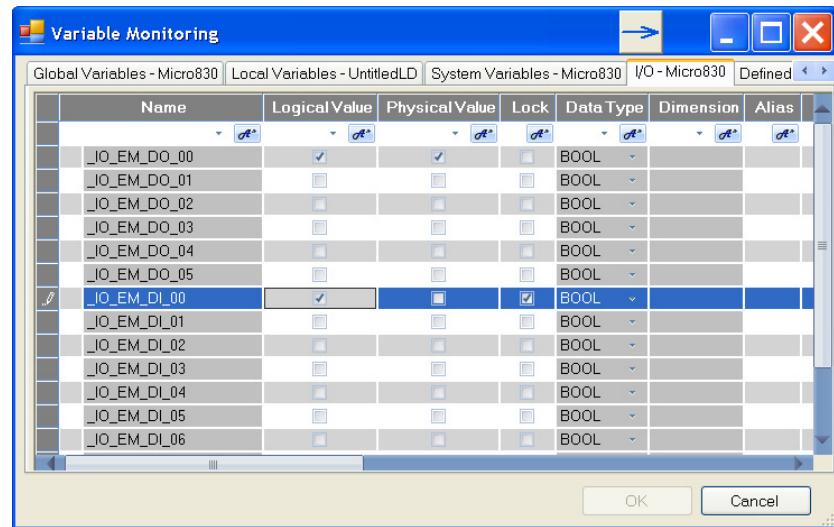 Variable Monitoring
Global Variables - Micro830 Local Variables - UntitledLD System Variables - Micro830 I/O - Micro830 Defined
Name Logical Value Physical Value Lock Data Type Dimension Alias
_IO_EM_DO_00 BOOL
_IO_EM_DO_01 BOOL
_IO_EM_DO_02 BOOL
_IO_EM_DO_03 BOOL
_IO_EM_DO_04 BOOL
_IO_EM_DO_05 BOOL
_IO_EM_DI_00 BOOL
_IO_EM_DI_01 BOOL
_IO_EM_DI_02 BOOL
_IO_EM_DI_03 BOOL
_IO_EM_DI_04 BOOL
_IO_EM_DI_05 BOOL
_IO_EM_DI_06 BOOL
OK Cancel